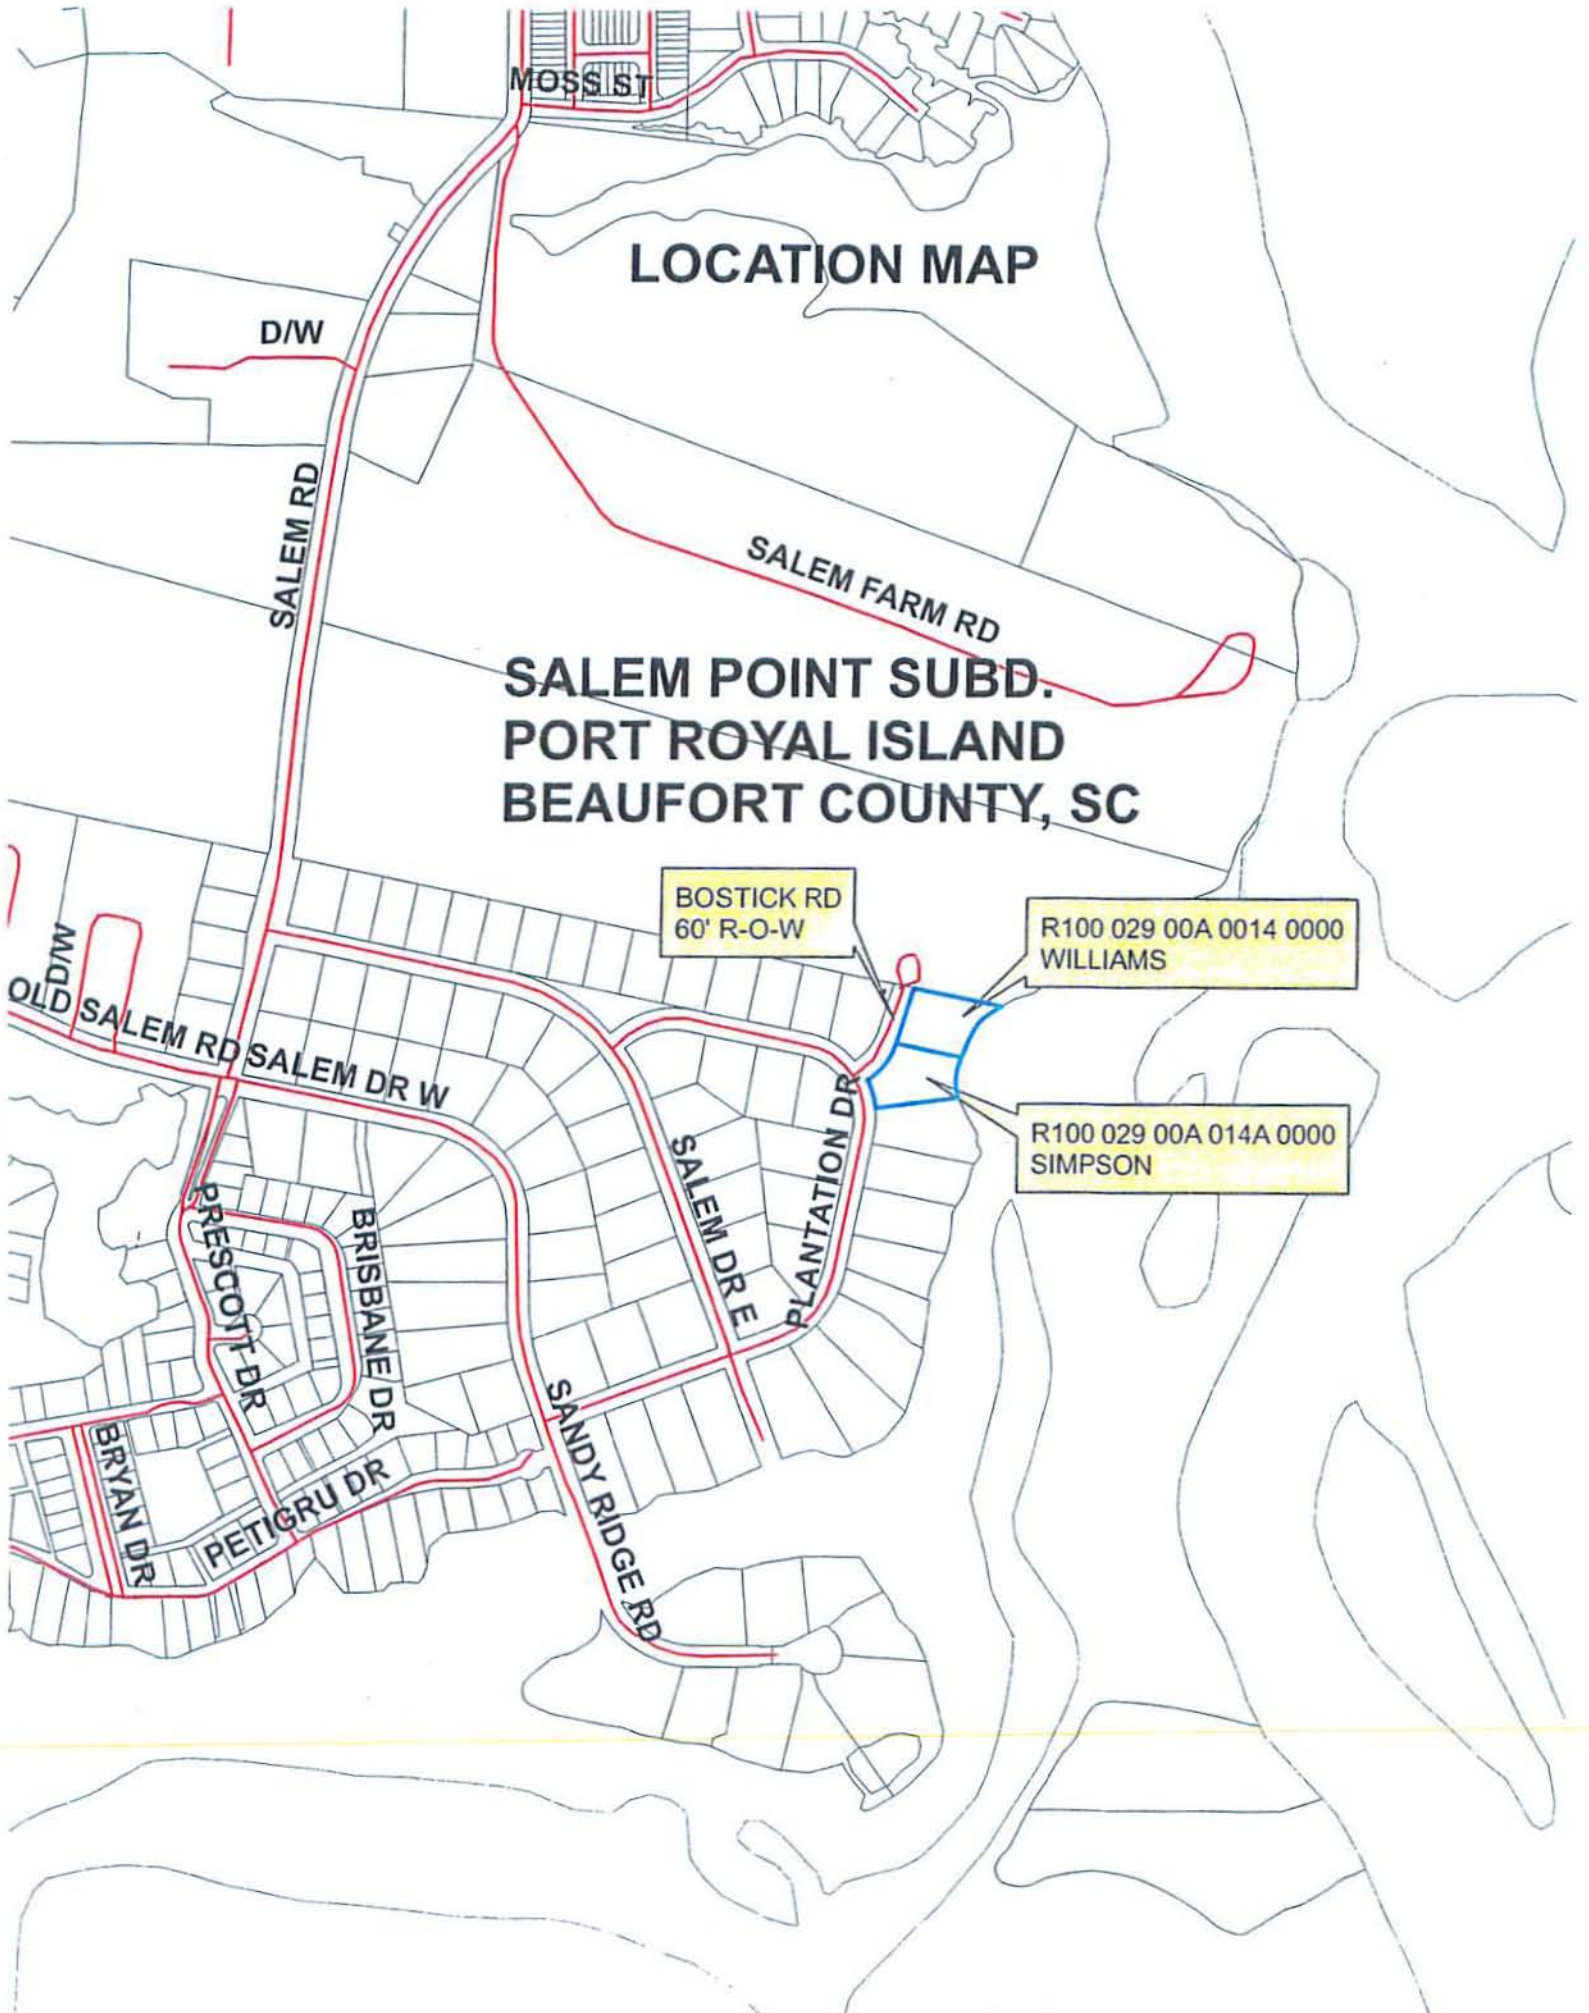 MOSS ST
LOCATION MAP
D/W
SALEM RD
SALEM FARM RD
SALEM POINT SUBD.
PORT ROYAL ISLAND
BEAUFORT COUNTY, SC
BOSTICK RD
60' R-O-W
R100 029 00A 0014 0000
WILLIAMS
D/W
OLD SALEM RD
SALEM DR W
PLANTATION DR
R100 029 00A 014A 0000
SIMPSON
SALEM DR E
PRESCOTT DR
BRISBANE DR
SANDY RIDGE RD
BRYAN DR
PETIGRU DR